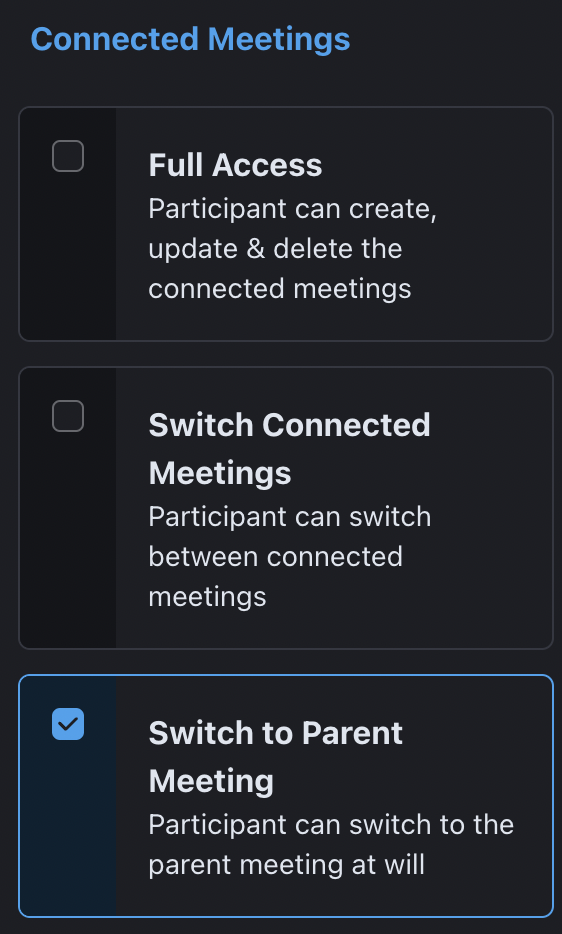 Connected Meetings
Full Access
Participant can create,
update & delete the
connected meetings
Switch Connected
Meetings
Participant can switch
between connected
meetings
Switch to Parent
Meeting
Participant can switch to the
parent meeting at will